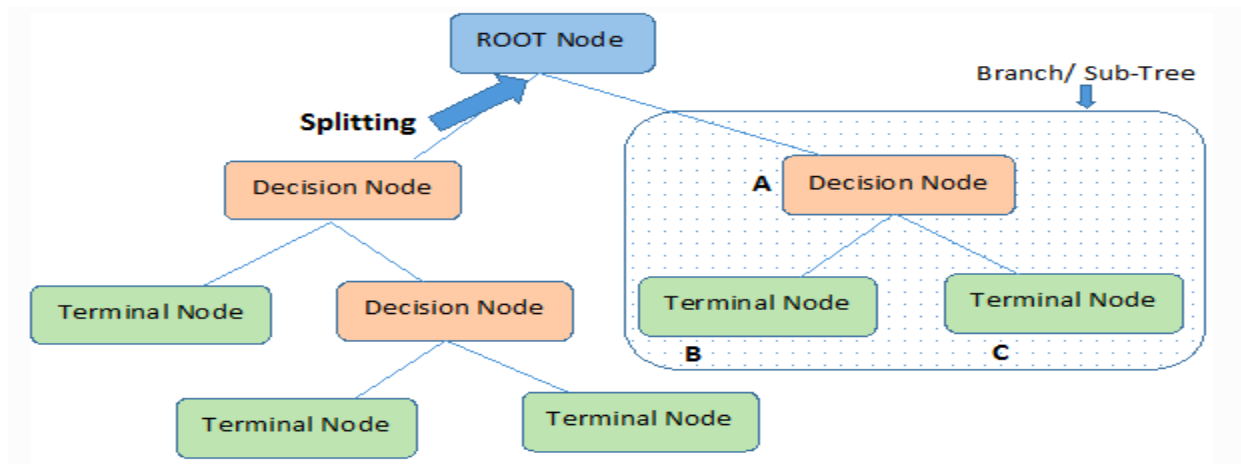 ROOT Node
Branch/ Sub-Tree
Splitting
Decision Node
A
Decision Node
Terminal Node
Decision Node
Terminal Node
Terminal Node
B
C
Terminal Node
Terminal Node